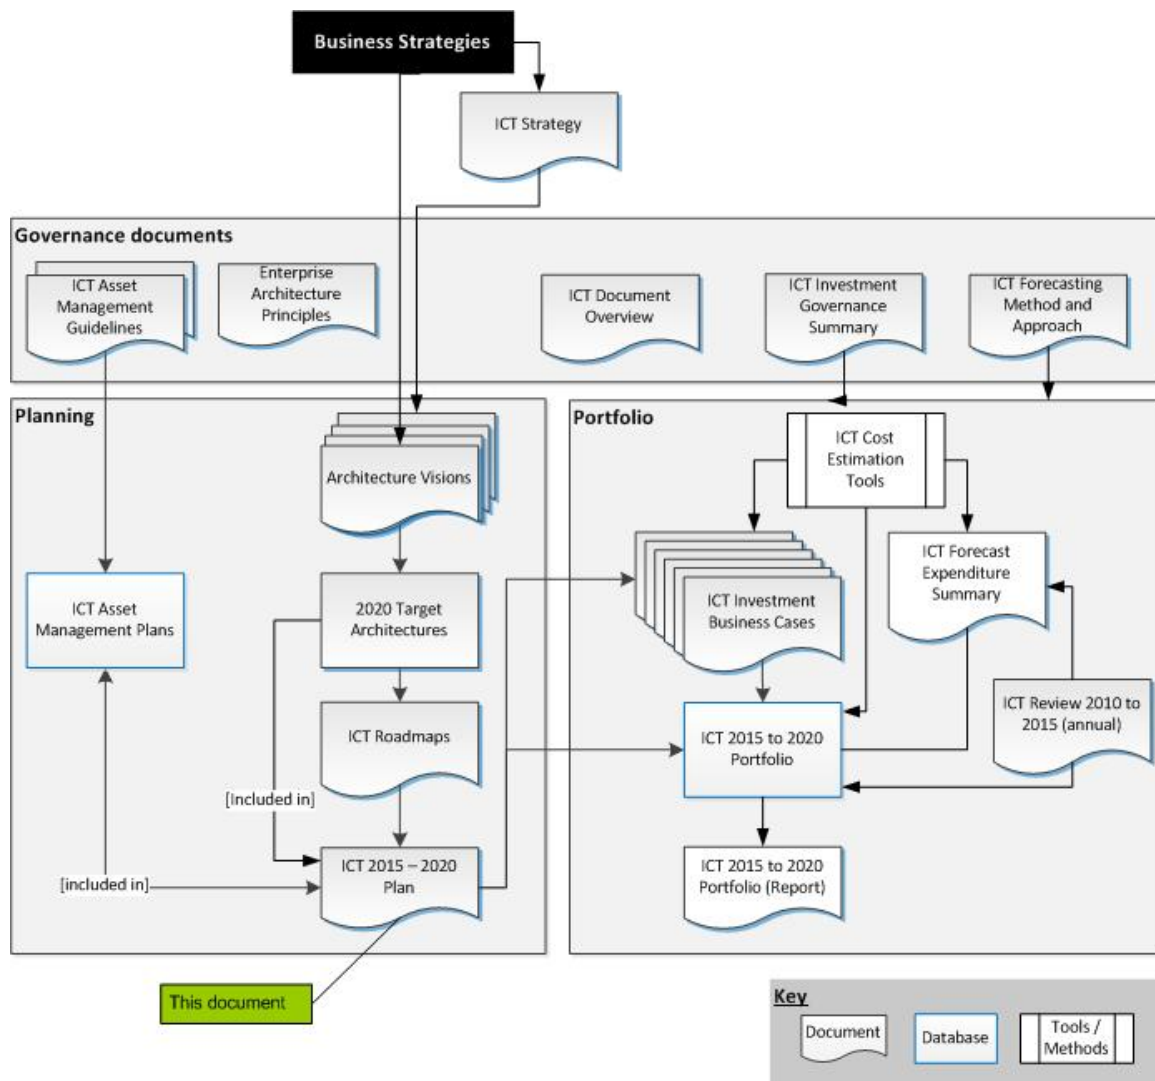 Business Strategies
ICT Strategy
Governance documents
ICT Asset
Management
Guidelines
Enterprise
Architecture
Principles
ICT Document
Overview
ICT Investment
Governance
Summary
ICT Forecasting
Method and
Approach
Planning
Architecture Visions
ICT Asset
Management Plans
2020 Target
Architectures
ICT Roadmaps
[Included in]
[included in]
ICT 2015 – 2020
Plan
This document
Portfolio
ICT Cost
Estimation
Tools
ICT Investment
Business Cases
ICT Forecast
Expenditure
Summary
ICT Review 2010 to
2015 (annual)
ICT 2015 to 2020
Portfolio
ICT 2015 to 2020
Portfolio (Report)
Key
Document
Database
Tools /
Methods